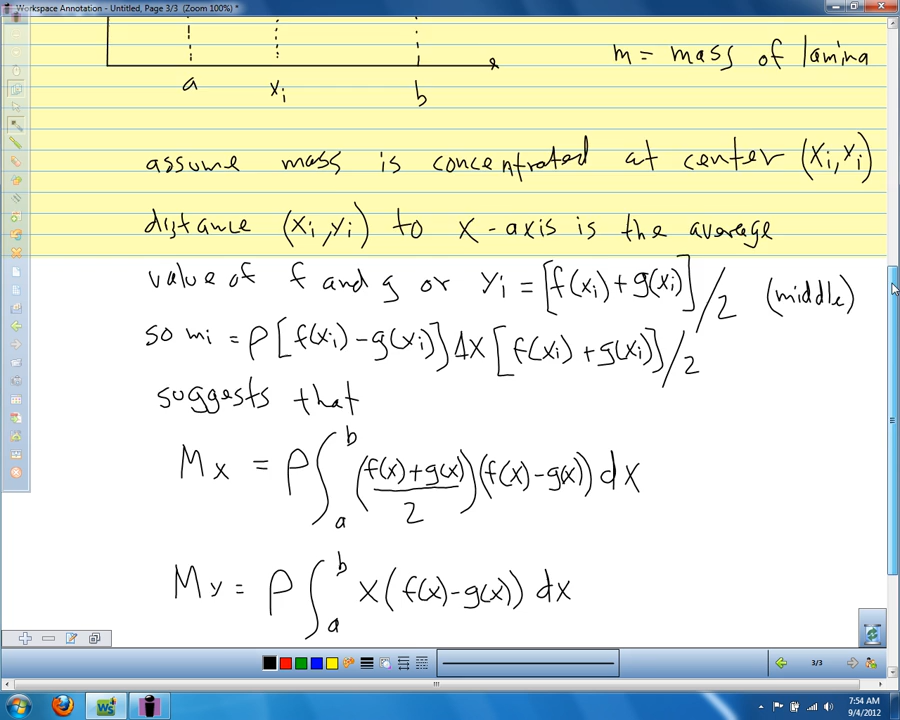 Workspace Annotation - Untitled, Page 3/3 (Zoom 100%) *
m = mass of lamina
a xi b x
assume mass is concentrated at center (xi, yi)
distance (xi, yi) to x-axis is the average
value of f and g or yi = [f(xi) + g(xi)]/2 (middle)
so mi = ρ[f(xi) - g(xi)]Δx[f(xi) + g(xi)]/2
suggests that
Mx = ρ∫_a^b ((f(x)+g(x))/2)(f(x)-g(x)) dx
My = ρ∫_a^b x(f(x)-g(x)) dx
3/3
7:54 AM
9/4/2012